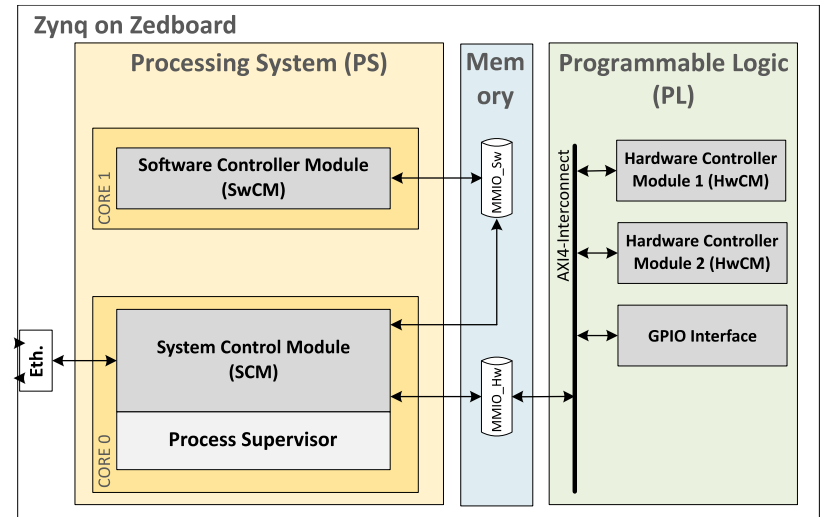 Zynq on Zedboard
Processing System (PS)
CORE 1
Software Controller Module
(SwCM)
Eth.
CORE 0
System Control Module
(SCM)
Process Supervisor
Mem
ory
MMIO_Sw
MMIO_Hw
Programmable Logic
(PL)
AXI4-Interconnect
Hardware Controller
Module 1 (HwCM)
Hardware Controller
Module 2 (HwCM)
GPIO Interface